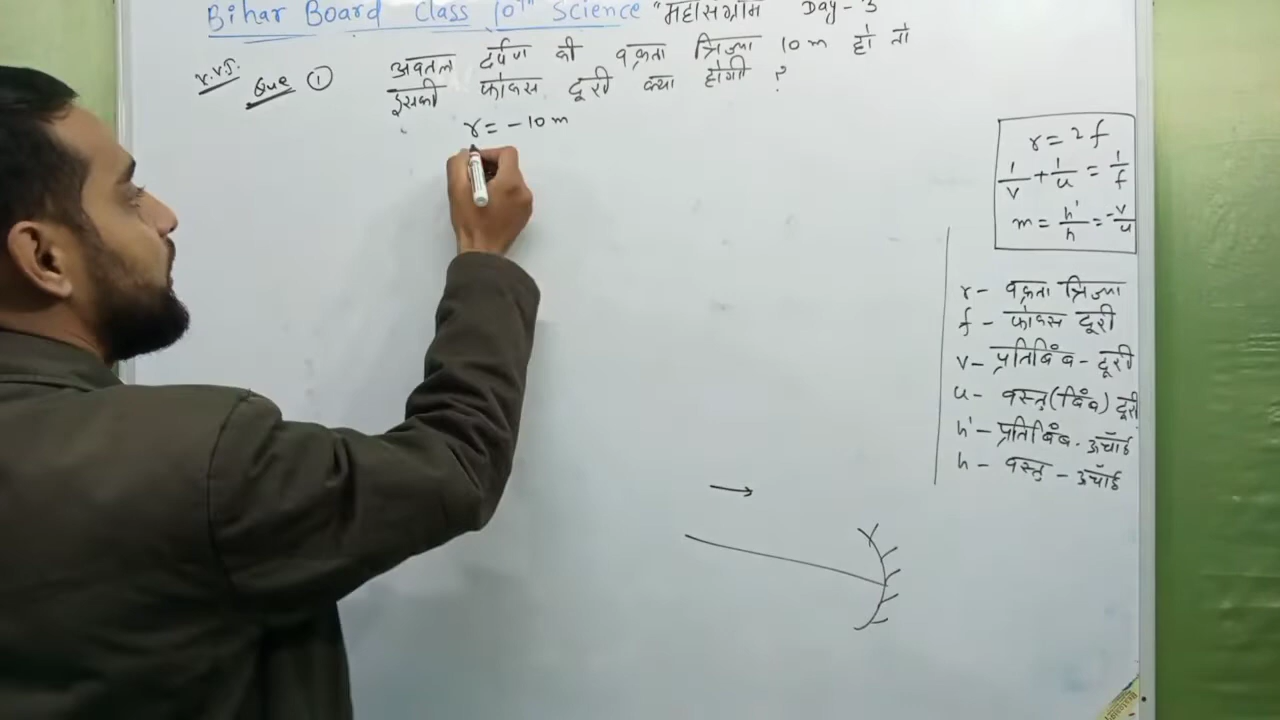 Bihar Board Class 10th Science "महासंग्राम Day - 3
V.V.I. Que ① अवतल दर्पण की वक्रता त्रिज्या 10 m हो तो
इसकी फोकस दूरी क्या होगी ?
r = - 10 m
r = 2 f
1/v + 1/u = 1/f
m = h'/h = -v/u
r - वक्रता त्रिज्या
f - फोकस दूरी
v - प्रतिबिंब - दूरी
u - वस्तु (बिंब) दूरी
h' - प्रतिबिंब - ऊँचाई
h - वस्तु - ऊँचाई